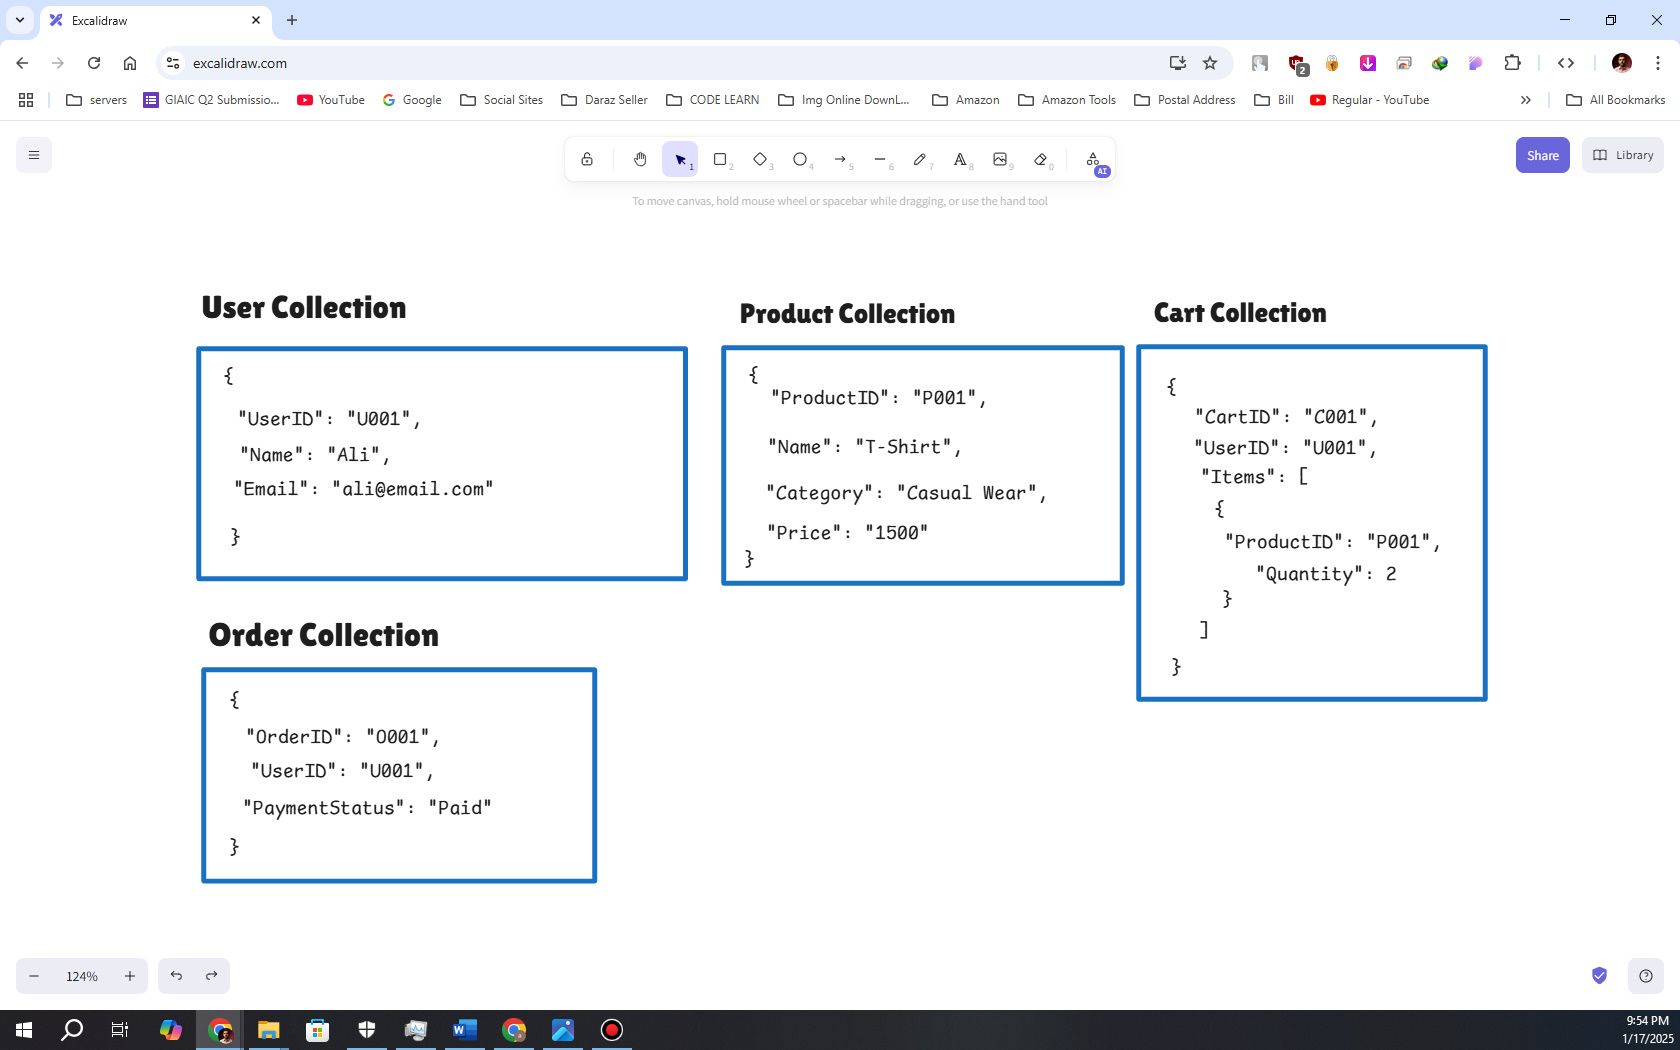 Excalidraw
excalidraw.com
2
servers
GIAIC Q2 Submissio...
YouTube
Google
Social Sites
Daraz Seller
CODE LEARN
Img Online DownL...
Amazon
Amazon Tools
Postal Address
Bill
Regular - YouTube
All Bookmarks
1
2
3
4
5
6
7
8
9
0
AI
Share
Library
To move canvas, hold mouse wheel or spacebar while dragging, or use the hand tool
User Collection
{
"UserID": "U001",
"Name": "Ali",
"Email": "ali@email.com"
}
Product Collection
{
"ProductID": "P001",
"Name": "T-Shirt",
"Category": "Casual Wear",
"Price": "1500"
}
Cart Collection
{
"CartID": "C001",
"UserID": "U001",
"Items": [
{
"ProductID": "P001",
"Quantity": 2
}
]
}
Order Collection
{
"OrderID": "O001",
"UserID": "U001",
"PaymentStatus": "Paid"
}
124%
9:54 PM
1/17/2025